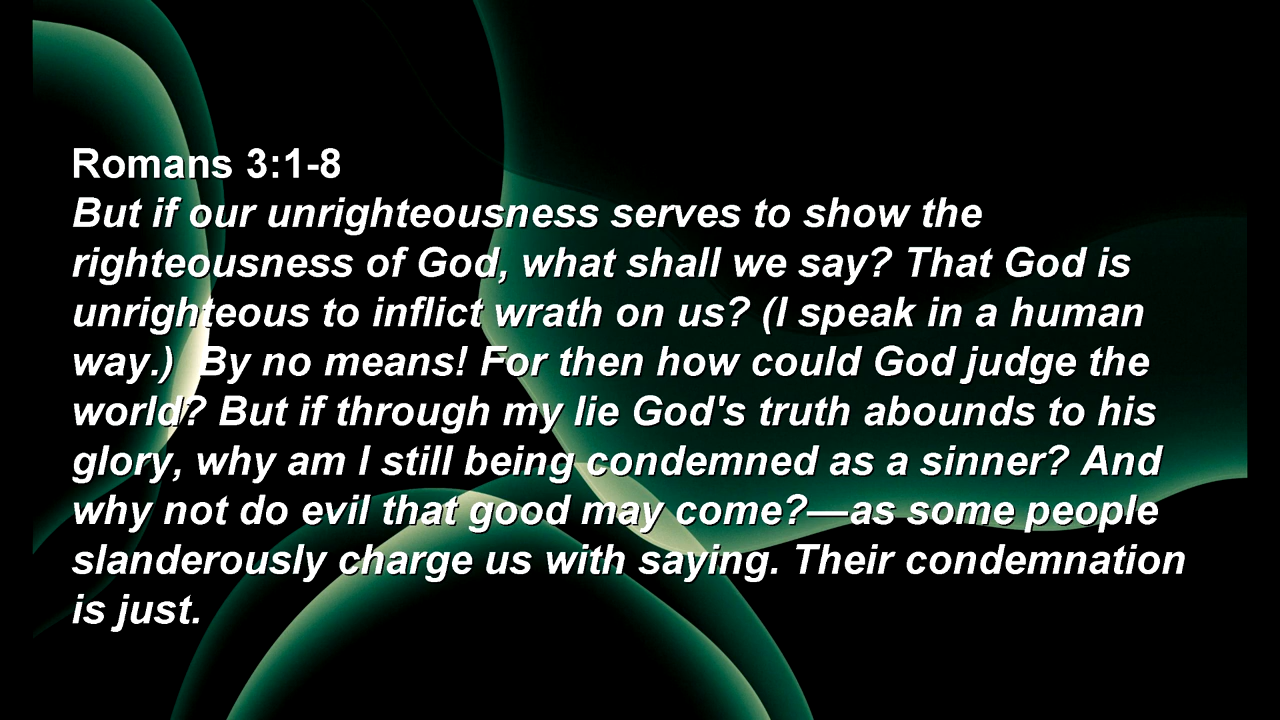 Romans 3:1-8
But if our unrighteousness serves to show the
righteousness of God, what shall we say? That God is
unrighteous to inflict wrath on us? (I speak in a human
way.)  By no means! For then how could God judge the
world? But if through my lie God's truth abounds to his
glory, why am I still being condemned as a sinner? And
why not do evil that good may come?—as some people
slanderously charge us with saying. Their condemnation
is just.